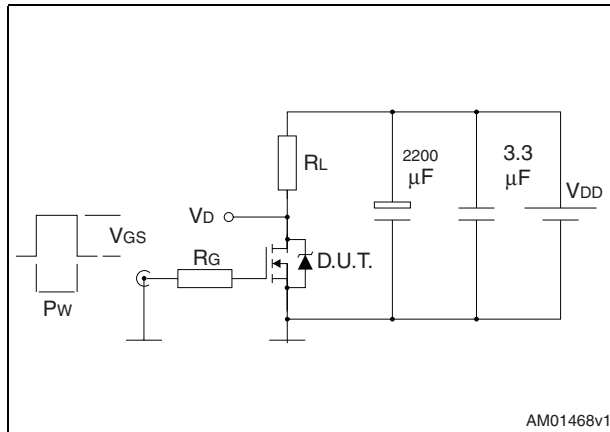 RL
2200
μF
3.3
μF
VDD
VD
VGS
RG
D.U.T.
PW
AM01468v1